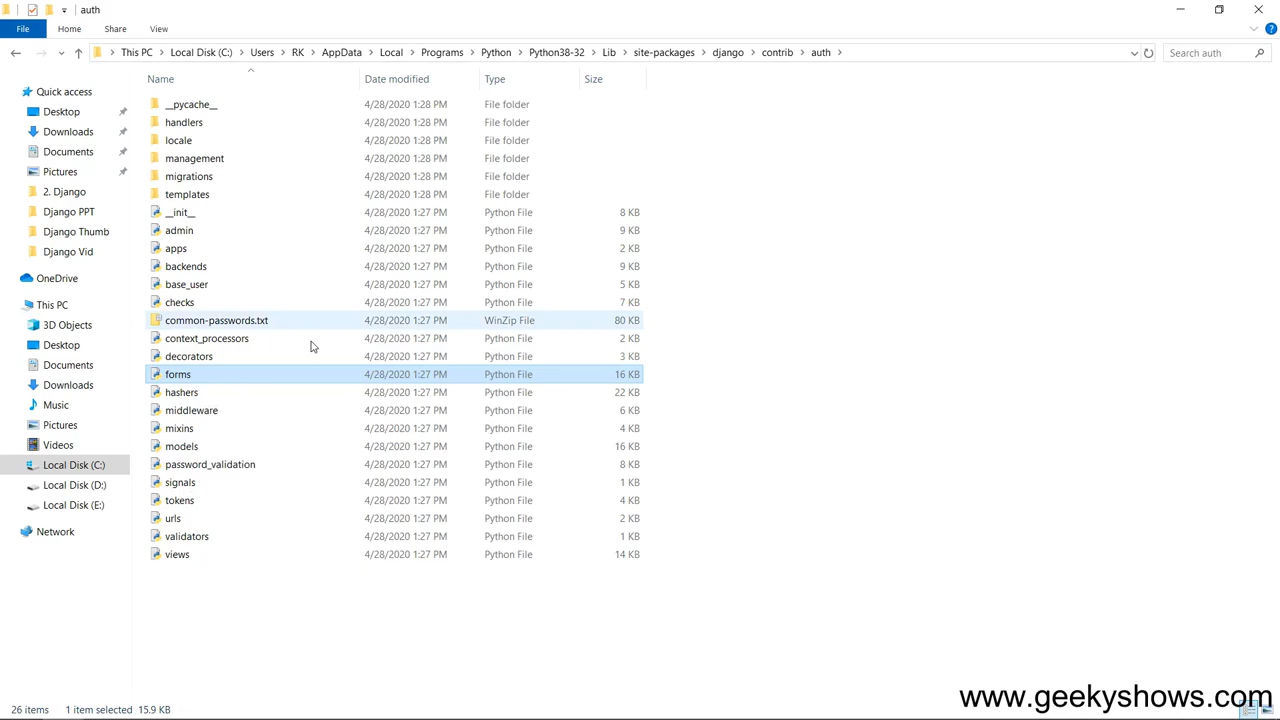 auth
File Home Share View
This PC Local Disk (C:) Users RK AppData Local Programs Python Python38-32 Lib site-packages django contrib auth
Search auth
Name Date modified Type Size
Quick access
Desktop
Downloads
Documents
Pictures
2. Django
Django PPT
Django Thumb
Django Vid
OneDrive
This PC
3D Objects
Desktop
Documents
Downloads
Music
Pictures
Videos
Local Disk (C:)
Local Disk (D:)
Local Disk (E:)
Network
__pycache__ 4/28/2020 1:28 PM File folder
handlers 4/28/2020 1:28 PM File folder
locale 4/28/2020 1:28 PM File folder
management 4/28/2020 1:28 PM File folder
migrations 4/28/2020 1:28 PM File folder
templates 4/28/2020 1:28 PM File folder
__init__ 4/28/2020 1:27 PM Python File 8 KB
admin 4/28/2020 1:27 PM Python File 9 KB
apps 4/28/2020 1:27 PM Python File 2 KB
backends 4/28/2020 1:27 PM Python File 9 KB
base_user 4/28/2020 1:27 PM Python File 5 KB
checks 4/28/2020 1:27 PM Python File 7 KB
common-passwords.txt 4/28/2020 1:27 PM WinZip File 80 KB
context_processors 4/28/2020 1:27 PM Python File 2 KB
decorators 4/28/2020 1:27 PM Python File 3 KB
forms 4/28/2020 1:27 PM Python File 16 KB
hashers 4/28/2020 1:27 PM Python File 22 KB
middleware 4/28/2020 1:27 PM Python File 6 KB
mixins 4/28/2020 1:27 PM Python File 4 KB
models 4/28/2020 1:27 PM Python File 16 KB
password_validation 4/28/2020 1:27 PM Python File 8 KB
signals 4/28/2020 1:27 PM Python File 1 KB
tokens 4/28/2020 1:27 PM Python File 4 KB
urls 4/28/2020 1:27 PM Python File 2 KB
validators 4/28/2020 1:27 PM Python File 1 KB
views 4/28/2020 1:27 PM Python File 14 KB
26 items 1 item selected 15.9 KB
www.geekyshows.com